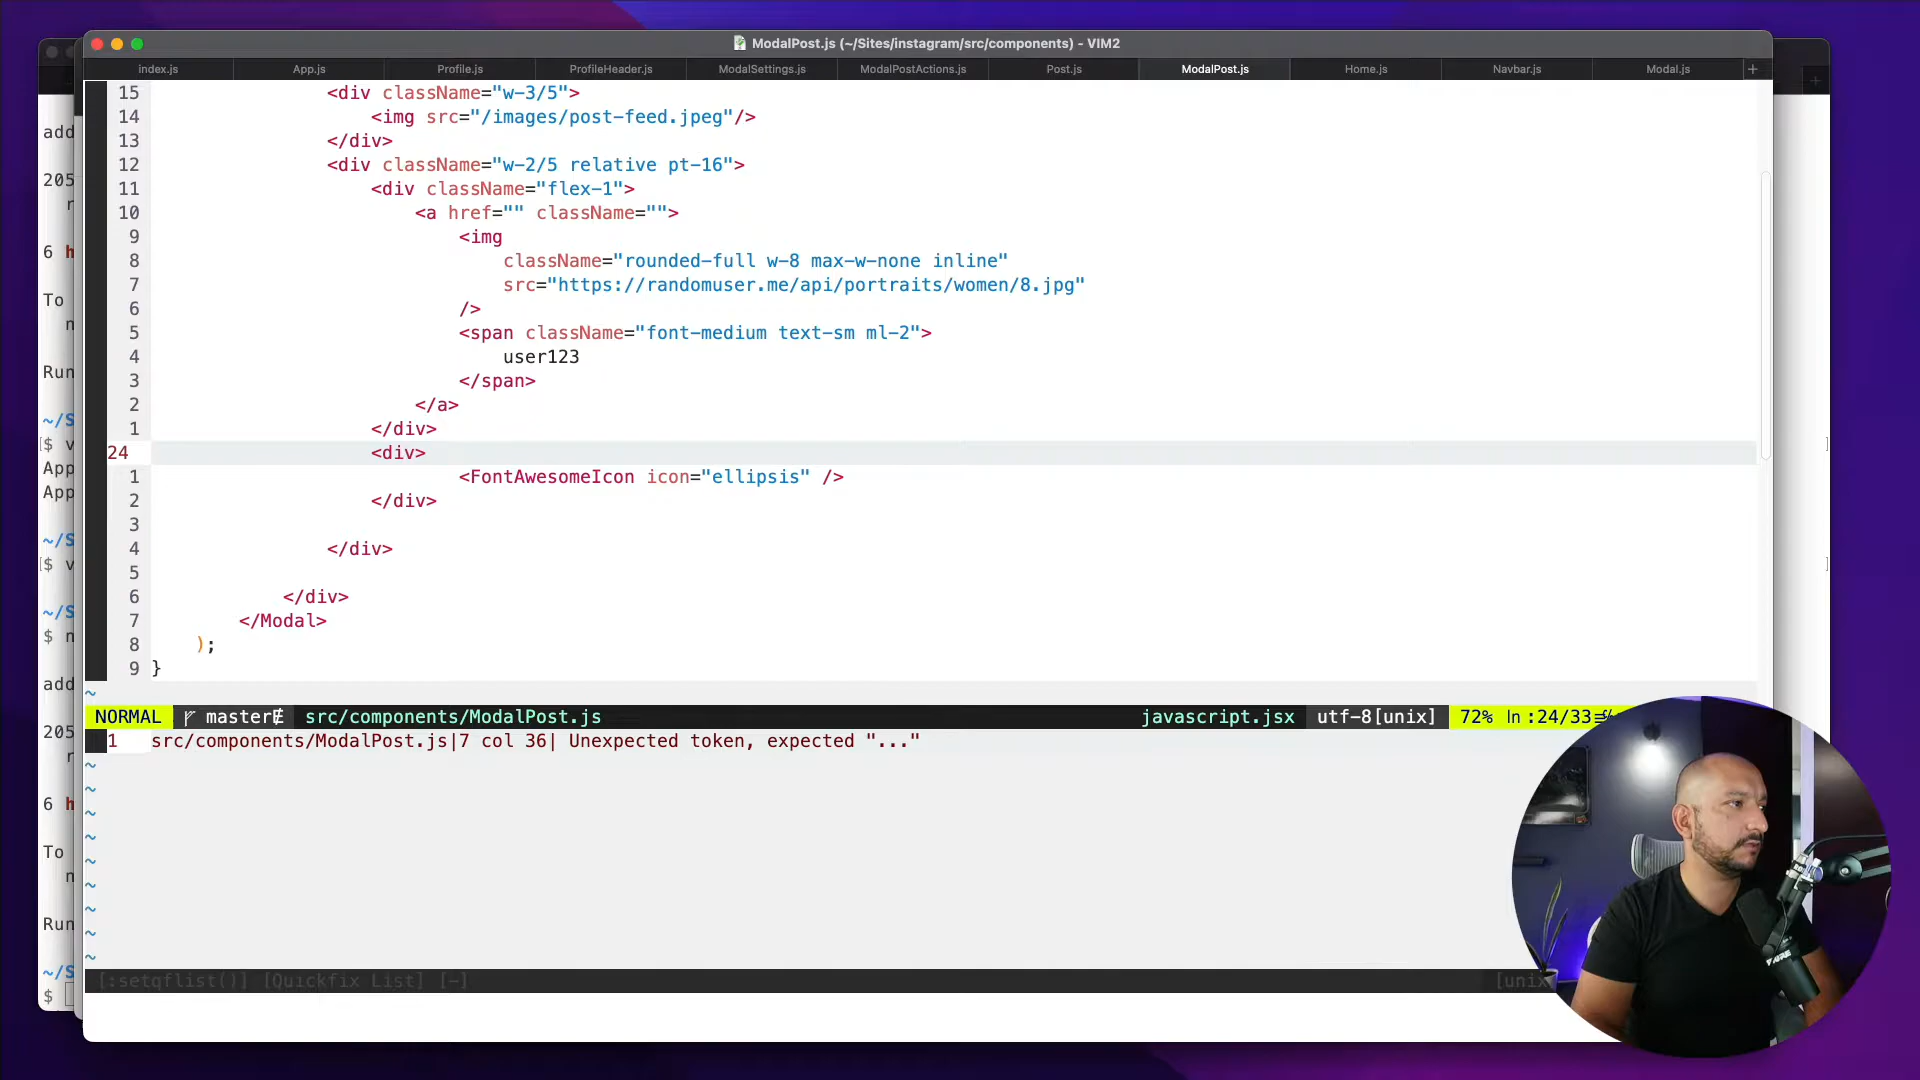 ModalPost.js (~/Sites/instagram/src/components) - VIM2
index.js App.js Profile.js ProfileHeader.js ModalSettings.js ModalPostActions.js Post.js ModalPost.js Home.js Navbar.js Modal.js +
15 <div className="w-3/5">
14 <img src="/images/post-feed.jpeg"/>
13 </div>
12 <div className="w-2/5 relative pt-16">
11 <div className="flex-1">
10 <a href="" className="">
9 <img
8 className="rounded-full w-8 max-w-none inline"
7 src="https://randomuser.me/api/portraits/women/8.jpg"
6 />
5 <span className="font-medium text-sm ml-2">
4 user123
3 </span>
2 </a>
1 </div>
24 <div>
1 <FontAwesomeIcon icon="ellipsis" />
2 </div>
3
4 </div>
5
6 </div>
7 </Modal>
8 );
9 }
~
NORMAL master src/components/ModalPost.js javascript.jsx utf-8[unix] 72% ln :24/33
1 src/components/ModalPost.js|7 col 36| Unexpected token, expected "..."
~
~
~
~
~
~
~
~
~
[:setqflist()] [Quickfix List] [-] [unix
add
205
r
6 h
To
n
Run
~/S
[$ v
App
App
~/S
[$ v
~/S
$ n
add
205
r
6 h
To
n
Run
~/S
$